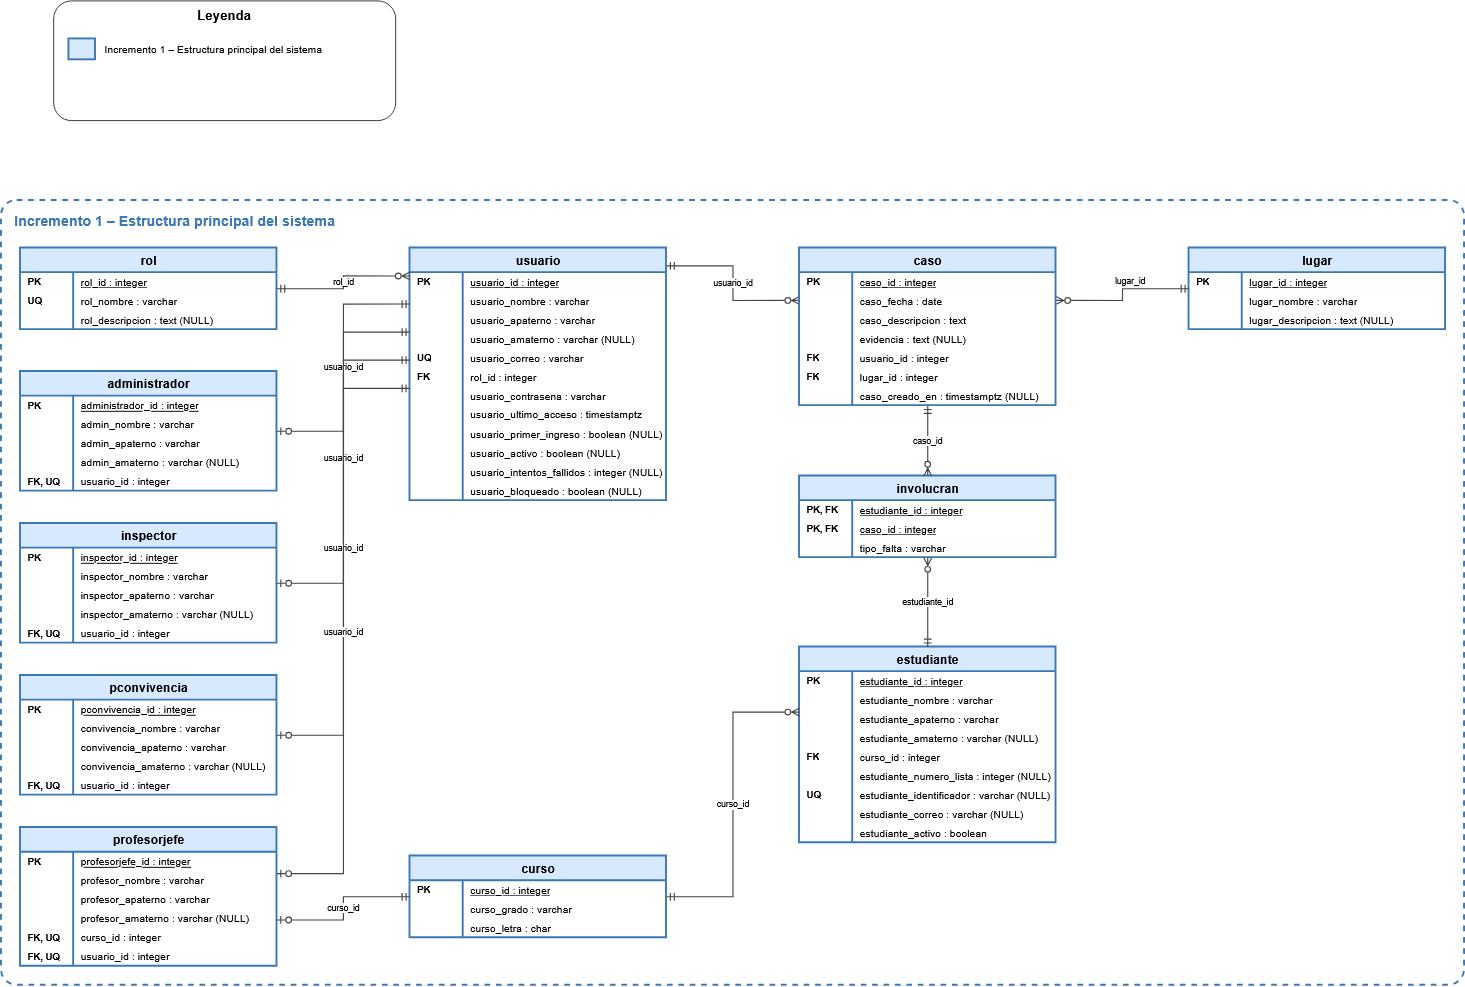 Leyenda
Incremento 1 – Estructura principal del sistema
Incremento 1 – Estructura principal del sistema
rol
PK rol_id : integer
UQ rol_nombre : varchar
rol_descripcion : text (NULL)
rol_id
usuario
PK usuario_id : integer
usuario_nombre : varchar
usuario_apaterno : varchar
usuario_amaterno : varchar (NULL)
UQ usuario_correo : varchar
FK rol_id : integer
usuario_contrasena : varchar
usuario_ultimo_acceso : timestamptz
usuario_primer_ingreso : boolean (NULL)
usuario_activo : boolean (NULL)
usuario_intentos_fallidos : integer (NULL)
usuario_bloqueado : boolean (NULL)
usuario_id
caso
PK caso_id : integer
caso_fecha : date
caso_descripcion : text
evidencia : text (NULL)
FK usuario_id : integer
FK lugar_id : integer
caso_creado_en : timestamptz (NULL)
lugar_id
lugar
PK lugar_id : integer
lugar_nombre : varchar
lugar_descripcion : text (NULL)
administrador
PK administrador_id : integer
admin_nombre : varchar
admin_apaterno : varchar
admin_amaterno : varchar (NULL)
FK, UQ usuario_id : integer
usuario_id
usuario_id
usuario_id
usuario_id
caso_id
involucran
PK, FK estudiante_id : integer
PK, FK caso_id : integer
tipo_falta : varchar
estudiante_id
inspector
PK inspector_id : integer
inspector_nombre : varchar
inspector_apaterno : varchar
inspector_amaterno : varchar (NULL)
FK, UQ usuario_id : integer
pconvivencia
PK pconvivencia_id : integer
convivencia_nombre : varchar
convivencia_apaterno : varchar
convivencia_amaterno : varchar (NULL)
FK, UQ usuario_id : integer
estudiante
PK estudiante_id : integer
estudiante_nombre : varchar
estudiante_apaterno : varchar
estudiante_amaterno : varchar (NULL)
FK curso_id : integer
estudiante_numero_lista : integer (NULL)
UQ estudiante_identificador : varchar (NULL)
estudiante_correo : varchar (NULL)
estudiante_activo : boolean
curso_id
profesorjefe
PK profesorjefe_id : integer
profesor_nombre : varchar
profesor_apaterno : varchar
profesor_amaterno : varchar (NULL)
FK, UQ curso_id : integer
FK, UQ usuario_id : integer
curso_id
curso
PK curso_id : integer
curso_grado : varchar
curso_letra : char